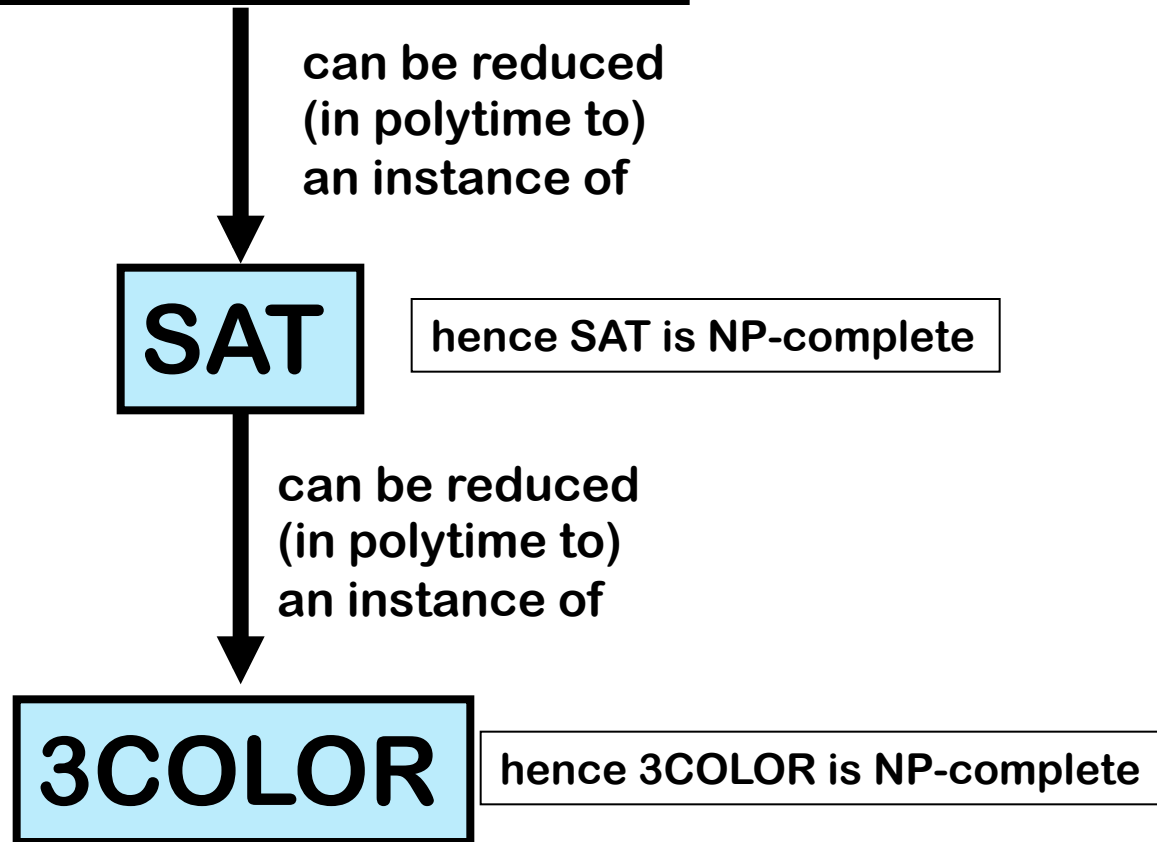 can be reduced
(in polytime to)
an instance of
SAT
hence SAT is NP-complete
can be reduced
(in polytime to)
an instance of
3COLOR
hence 3COLOR is NP-complete